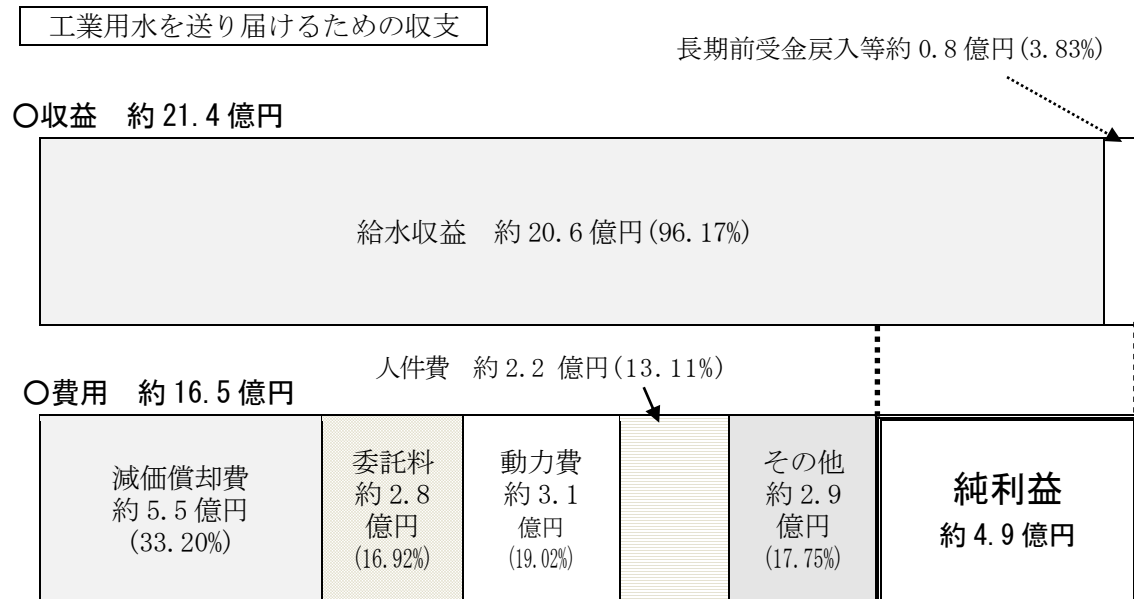 工業用水を送り届けるための収支
長期前受金戻入等約 0.8 億円(3.83%)
○収益　約 21.4 億円
給水収益　約 20.6 億円(96.17%)
人件費　約 2.2 億円(13.11%)
○費用　約 16.5 億円
減価償却費
約 5.5 億円
(33.20%)
委託料
約 2.8
億円
(16.92%)
動力費
約 3.1
億円
(19.02%)
その他
約 2.9
億円
(17.75%)
純利益
約 4.9 億円